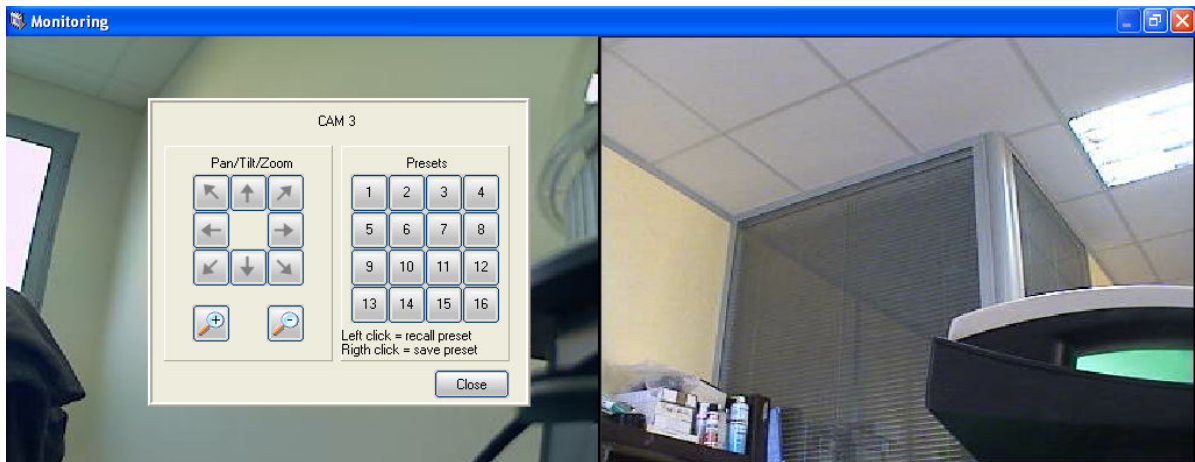 Monitoring
CAM 3
Pan/Tilt/Zoom
Presets
1 2 3 4
5 6 7 8
9 10 11 12
13 14 15 16
Left click = recall preset
Rigth click = save preset
Close